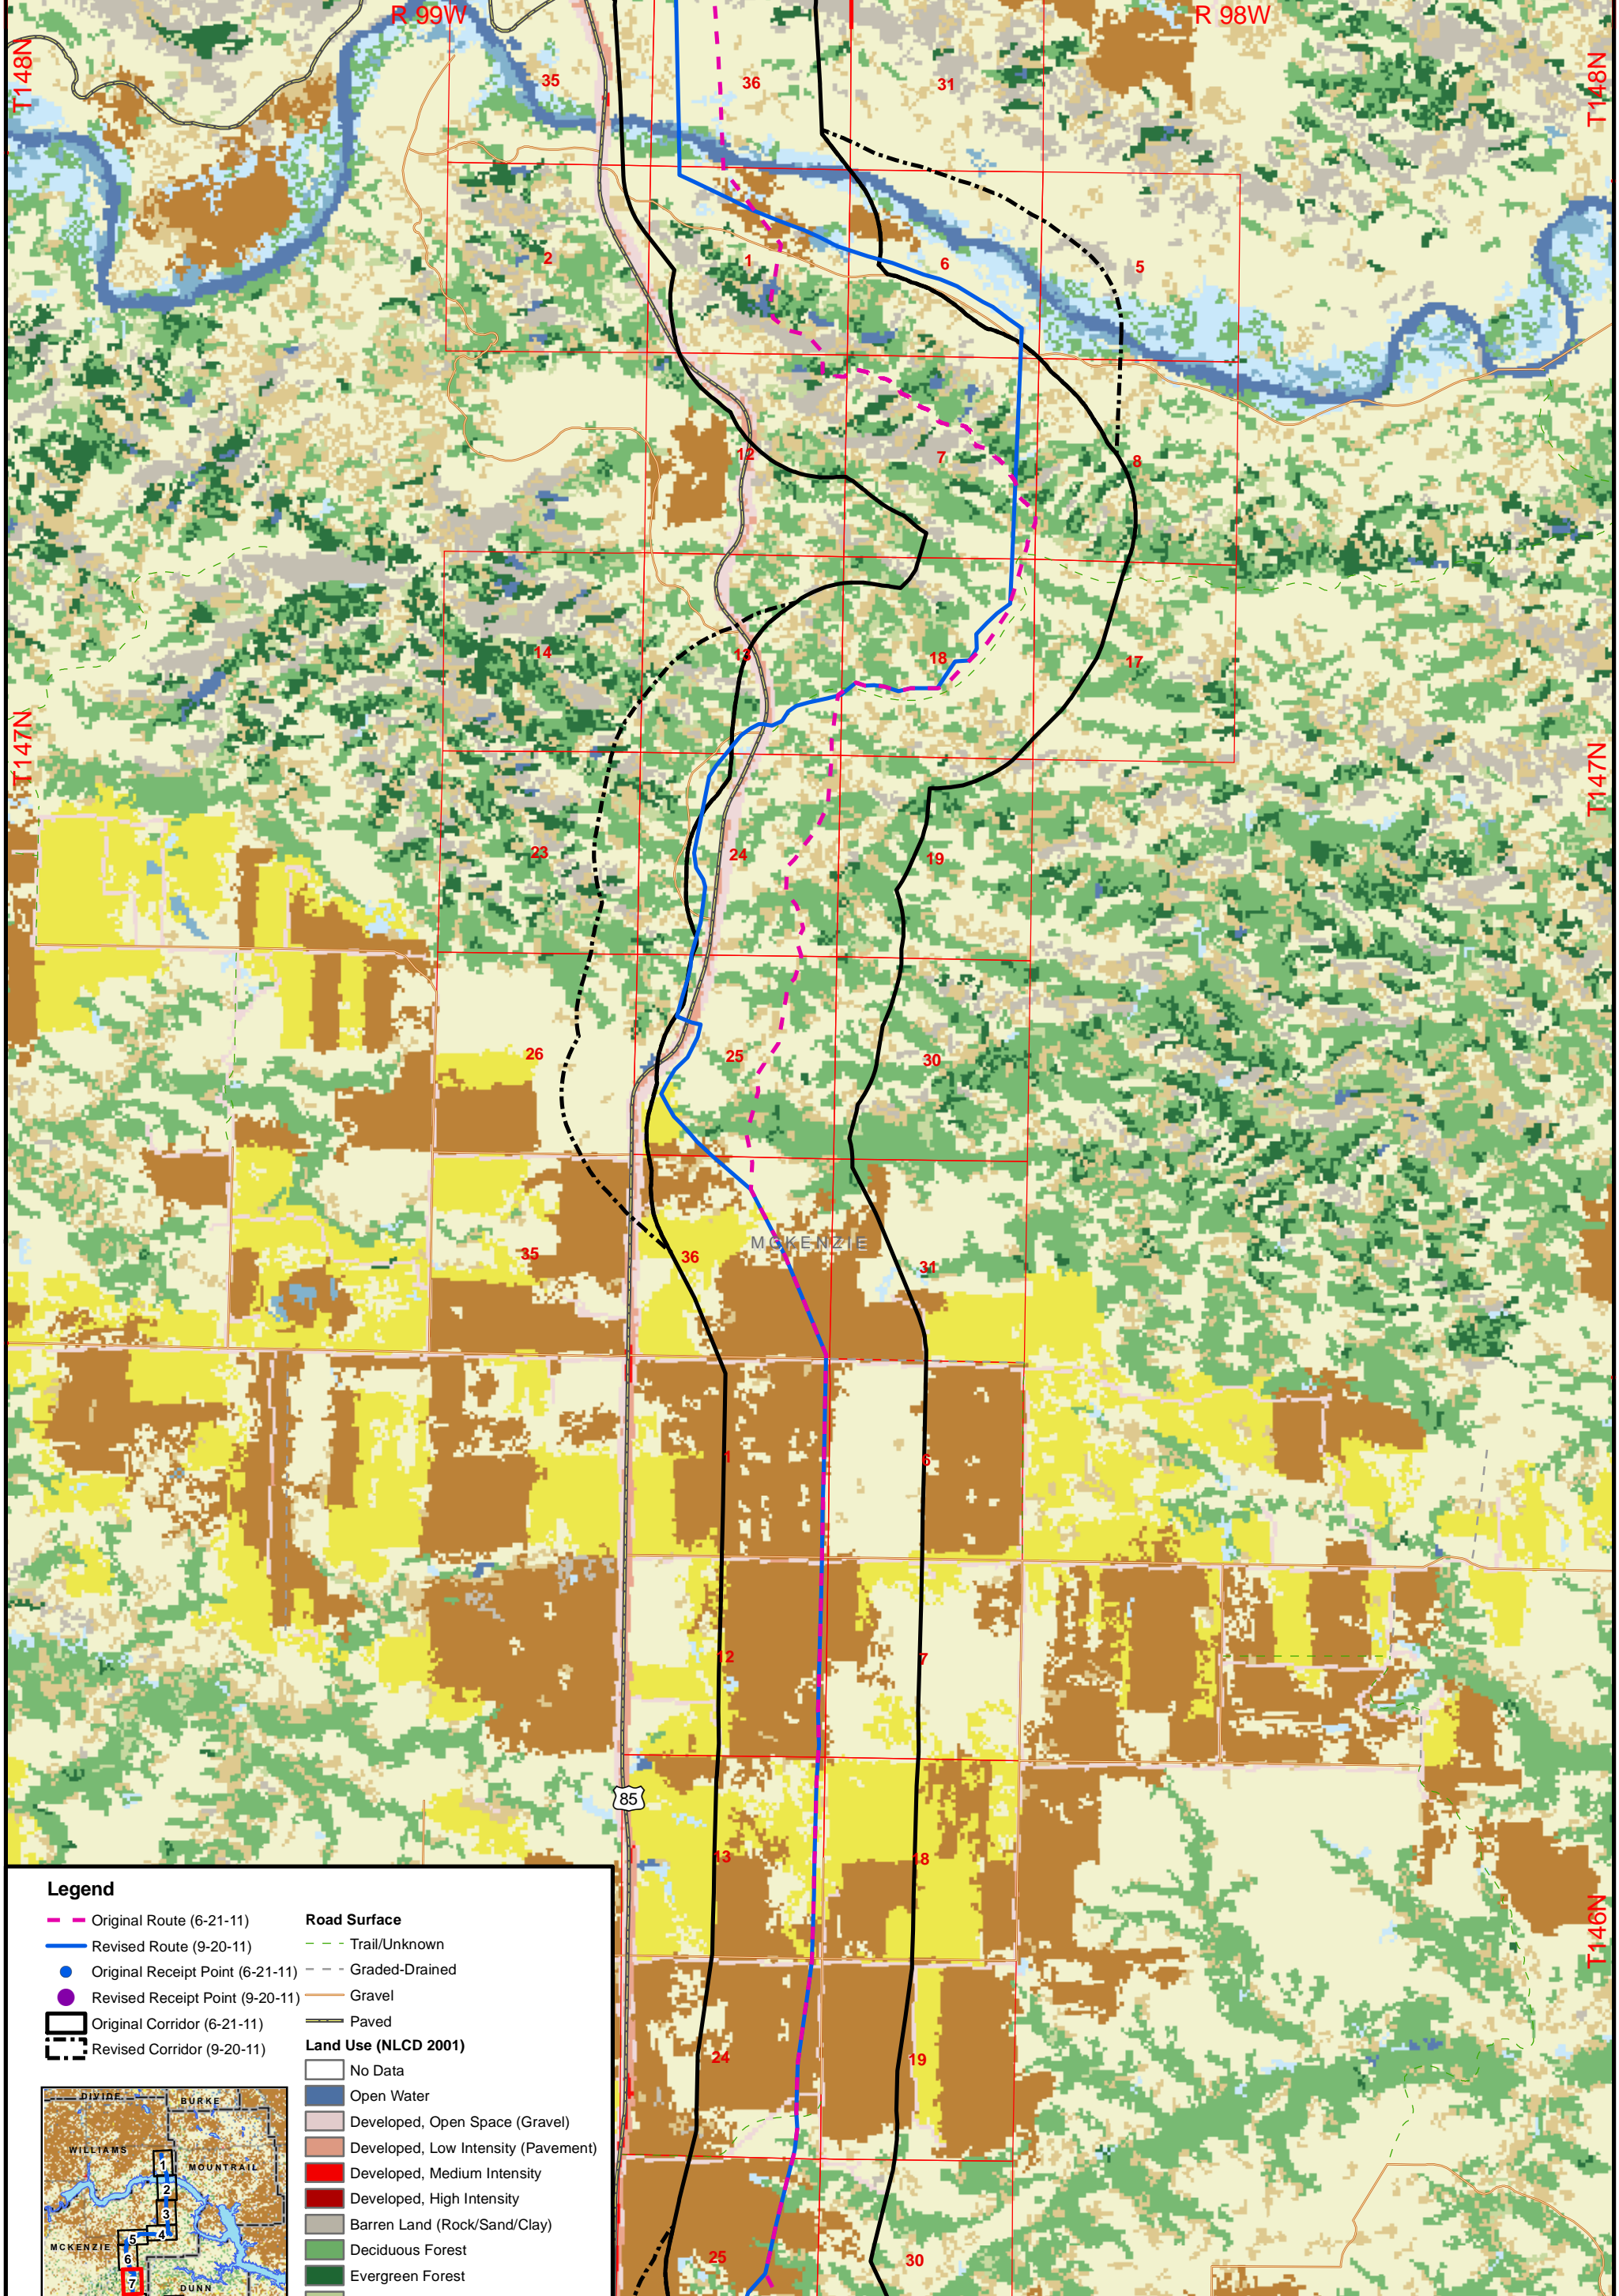 R 99W
R 98W
T148N
T148N
35
36
31
2
1
6
5
12
7
8
14
13
18
17
T147N
T147N
23
24
19
26
25
30
MCKENZIE
35
36
31
1
6
12
7
85
13
18
T146N
24
19
25
30
Legend
Original Route (6-21-11)
Revised Route (9-20-11)
Original Receipt Point (6-21-11)
Revised Receipt Point (9-20-11)
Original Corridor (6-21-11)
Revised Corridor (9-20-11)
Road Surface
Trail/Unknown
Graded-Drained
Gravel
Paved
Land Use (NLCD 2001)
No Data
Open Water
Developed, Open Space (Gravel)
Developed, Low Intensity (Pavement)
Developed, Medium Intensity
Developed, High Intensity
Barren Land (Rock/Sand/Clay)
Deciduous Forest
Evergreen Forest
DIVIDE
BURKE
WILLIAMS
MOUNTRAIL
1
2
3
4
5
MCKENZIE
6
7
DUNN